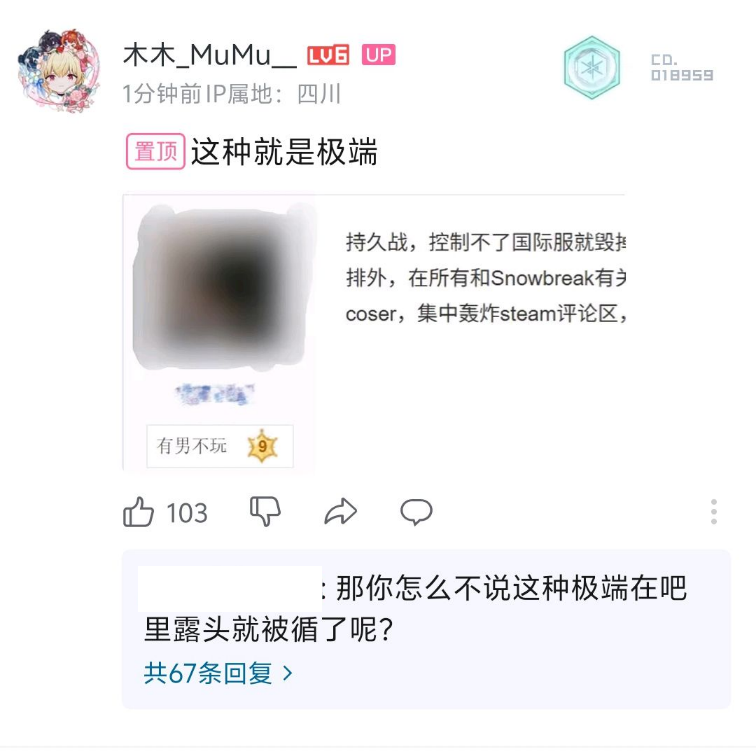 木木_MuMu__ LV6 UP
1分钟前 IP属地：四川
CO.
018959
置顶 这种就是极端
持久战，控制不了国际服就毁掉
排外，在所有和Snowbreak有关
coser，集中轰炸steam评论区，
有男不玩 9
103
: 那你怎么不说这种极端在吧
里露头就被循了呢？
共67条回复 >